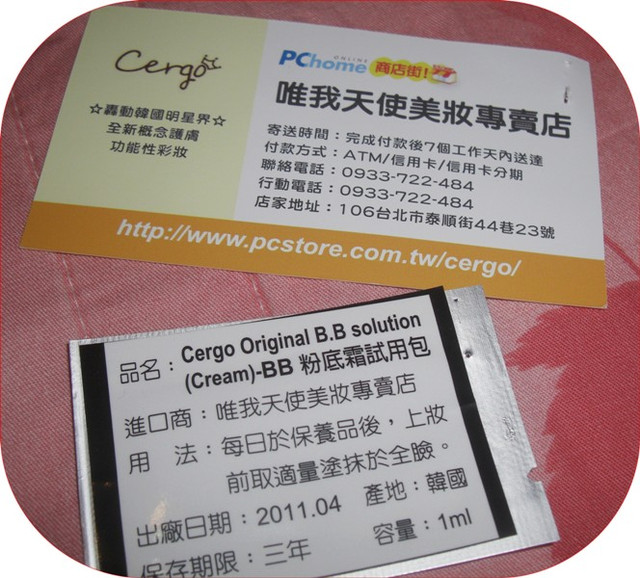 Cergo
☆轟動韓國明星界☆
全新概念護膚
功能性彩妝
PChome ONLINE 商店街!
唯我天使美妝專賣店
寄送時間：完成付款後7個工作天內送達
付款方式：ATM/信用卡/信用卡分期
聯絡電話：0933-722-484
行動電話：0933-722-484
店家地址：106台北市泰順街44巷23號
http://www.pcstore.com.tw/cergo/
品名：Cergo Original B.B solution
(Cream)-BB 粉底霜試用包
進口商：唯我天使美妝專賣店
用　法：每日於保養品後，上妝
前取適量塗抹於全臉。
出廠日期：2011.04　產地：韓國
保存期限：三年　容量：1ml